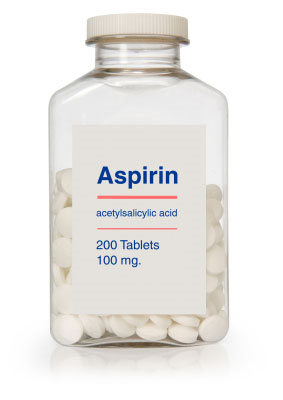 Aspirin
acetylsalicylic acid
200 Tablets
100 mg.